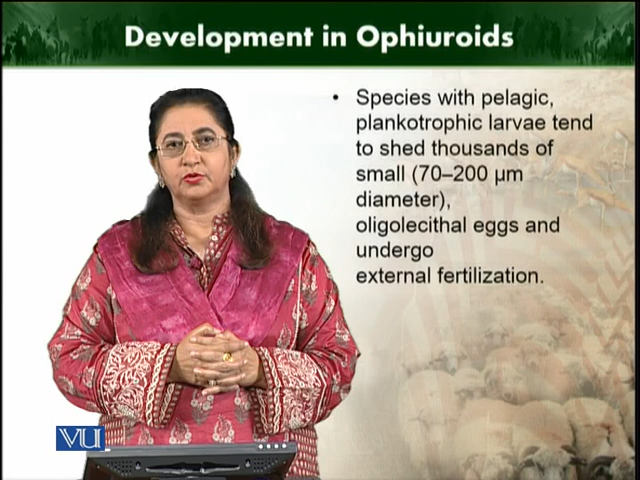 Development in Ophiuroids
• Species with pelagic,
plankotrophic larvae tend
to shed thousands of
small (70–200 µm
diameter),
oligolecithal eggs and
undergo
external fertilization.
VU